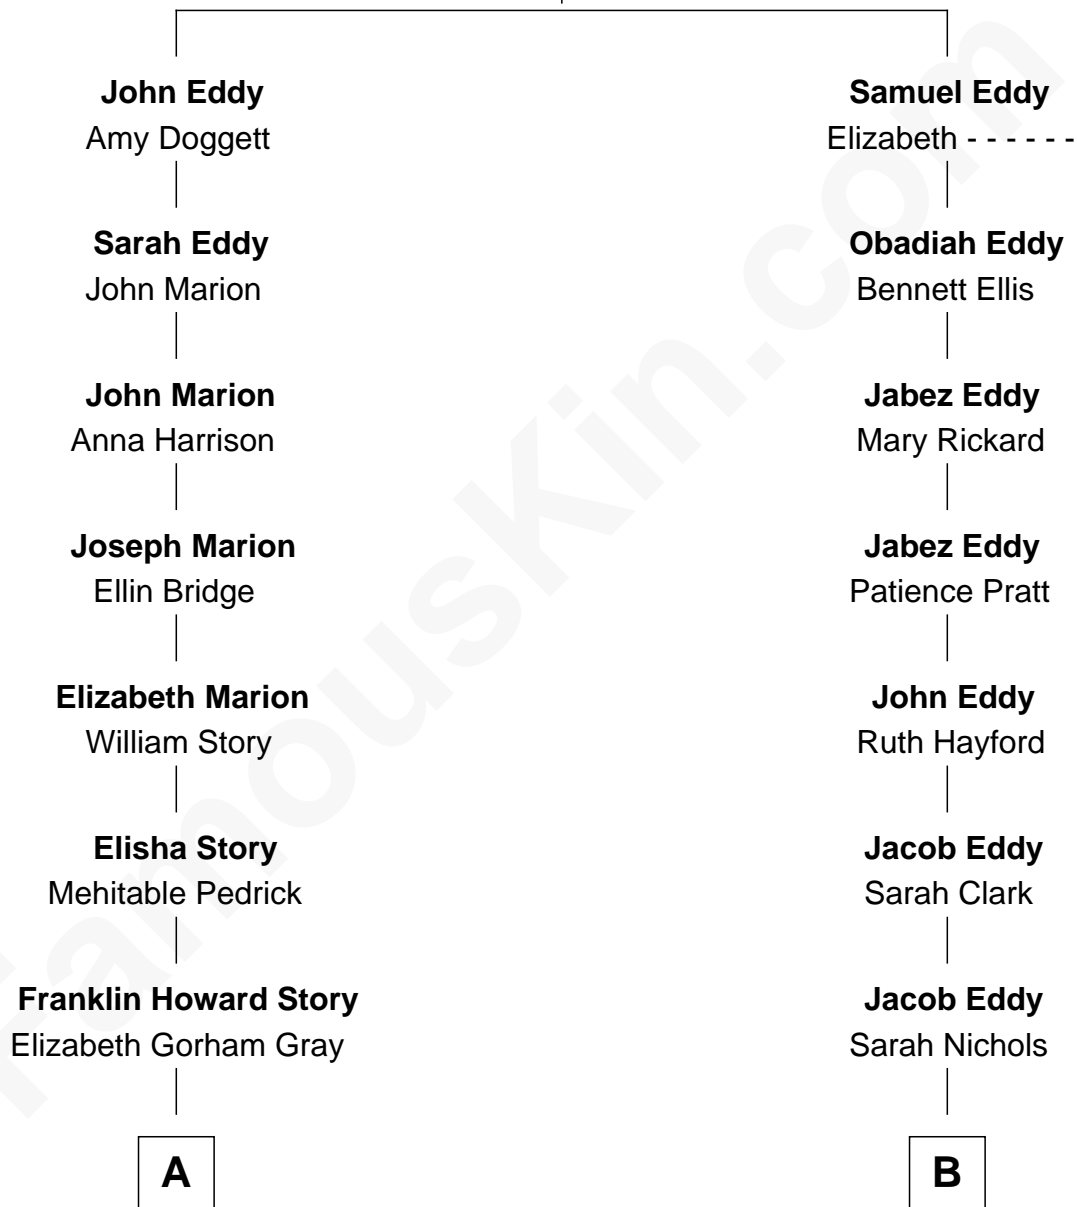 John Eddy
Amy Doggett
Sarah Eddy
John Marion
John Marion
Anna Harrison
Joseph Marion
Ellin Bridge
Elizabeth Marion
William Story
Elisha Story
Mehitable Pedrick
Franklin Howard Story
Elizabeth Gorham Gray
A
Samuel Eddy
Elizabeth - - - - - -
Obadiah Eddy
Bennett Ellis
Jabez Eddy
Mary Rickard
Jabez Eddy
Patience Pratt
John Eddy
Ruth Hayford
Jacob Eddy
Sarah Clark
Jacob Eddy
Sarah Nichols
B
FamousKin.com